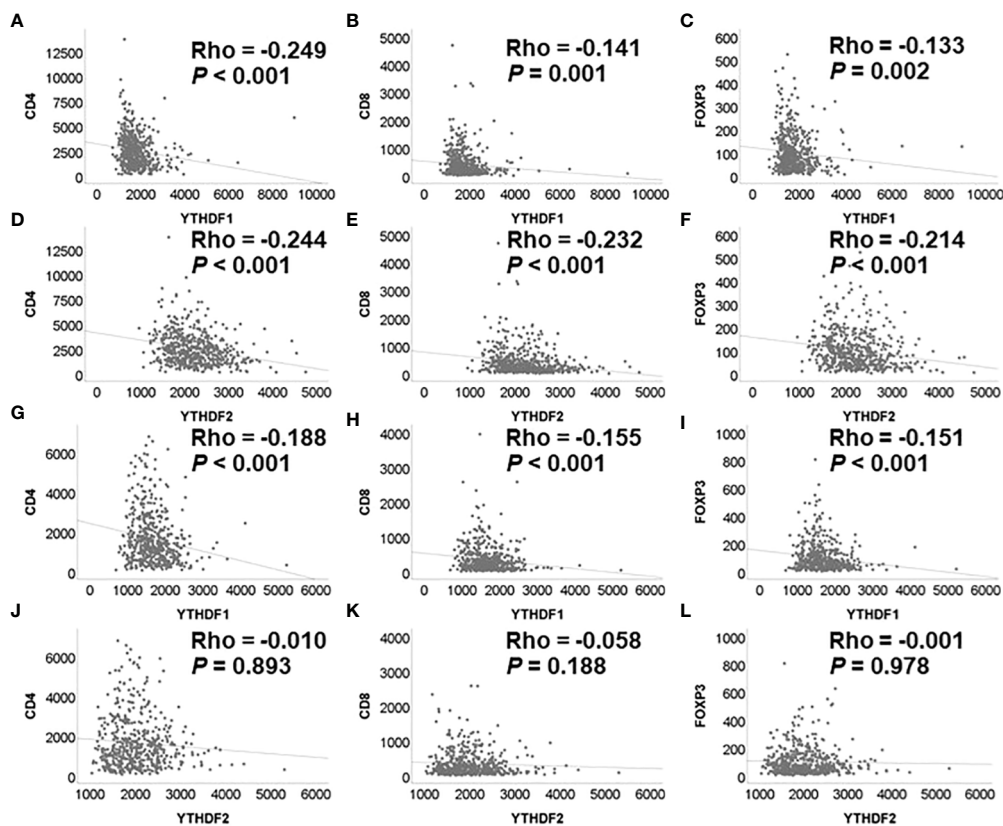 A
Rho = -0.249
P < 0.001
CD4
12500
10000
7500
5000
2500
0
0 2000 4000 6000 8000 10000
YTHDF1
B
Rho = -0.141
P = 0.001
CD8
5000
4000
3000
2000
1000
0
0 2000 4000 6000 8000 10000
YTHDF1
C
Rho = -0.133
P = 0.002
FOXP3
600
500
400
300
200
100
0
0 2000 4000 6000 8000 10000
YTHDF1
D
Rho = -0.244
P < 0.001
CD4
12500
10000
7500
5000
2500
0
0 1000 2000 3000 4000 5000
YTHDF2
E
Rho = -0.232
P < 0.001
CD8
5000
4000
3000
2000
1000
0
0 1000 2000 3000 4000 5000
YTHDF2
F
Rho = -0.214
P < 0.001
FOXP3
600
500
400
300
200
100
0
0 1000 2000 3000 4000 5000
YTHDF2
G
Rho = -0.188
P < 0.001
CD4
6000
4000
2000
0
0 1000 2000 3000 4000 5000 6000
YTHDF1
H
Rho = -0.155
P < 0.001
CD8
4000
3000
2000
1000
0
0 1000 2000 3000 4000 5000 6000
YTHDF1
I
Rho = -0.151
P < 0.001
FOXP3
1000
800
600
400
200
0
0 1000 2000 3000 4000 5000 6000
YTHDF1
J
Rho = -0.010
P = 0.893
CD4
6000
4000
2000
0
1000 2000 3000 4000 5000 6000
YTHDF2
K
Rho = -0.058
P = 0.188
CD8
4000
3000
2000
1000
0
1000 2000 3000 4000 5000 6000
YTHDF2
L
Rho = -0.001
P = 0.978
FOXP3
1000
800
600
400
200
0
1000 2000 3000 4000 5000 6000
YTHDF2